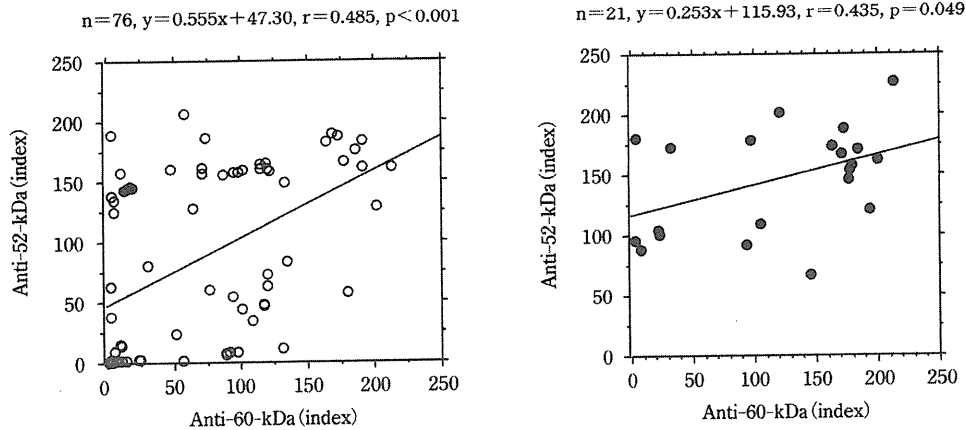 n=76, y=0.555x+47.30, r=0.485, p<0.001
250
200
150
100
50
0
0 50 100 150 200 250
Anti-52-kDa (index)
Anti-60-kDa (index)
n=21, y=0.253x+115.93, r=0.435, p=0.049
250
200
150
100
50
0
0 50 100 150 200 250
Anti-52-kDa (index)
Anti-60-kDa (index)